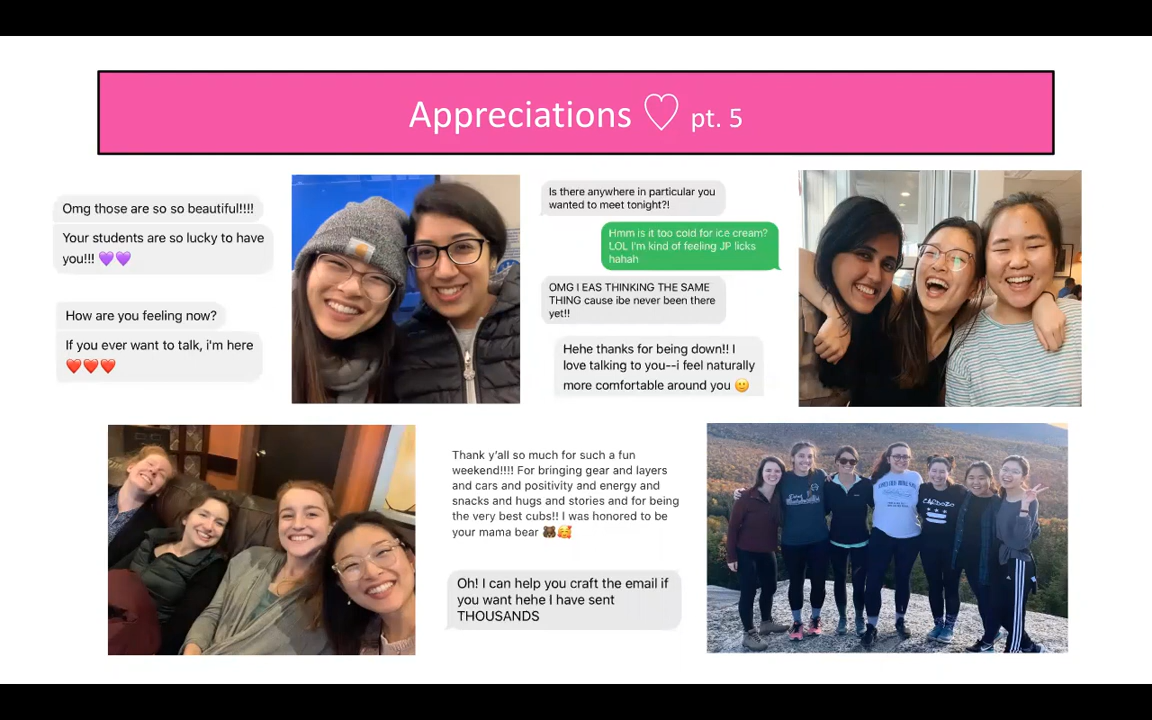 Appreciations ♡ pt. 5
Omg those are so so beautiful!!!!
Your students are so lucky to have
you!!! 💜💜
How are you feeling now?
If you ever want to talk, i'm here
❤️❤️❤️
Is there anywhere in particular you
wanted to meet tonight?!
Hmm is it too cold for ice cream?
LOL I'm kind of feeling JP licks
hahah
OMG I EAS THINKING THE SAME
THING cause ibe never been there
yet!!
Hehe thanks for being down!! I
love talking to you--i feel naturally
more comfortable around you 🙂
Thank y'all so much for such a fun
weekend!!!! For bringing gear and layers
and cars and positivity and energy and
snacks and hugs and stories and for being
the very best cubs!! I was honored to be
your mama bear 🐻🥰
Oh! I can help you craft the email if
you want hehe I have sent
THOUSANDS
CARDOZO